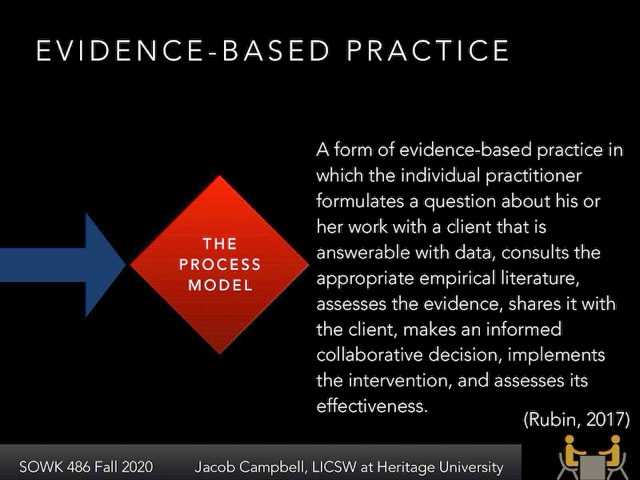 EVIDENCE-BASED PRACTICE
THE
PROCESS
MODEL
A form of evidence-based practice in
which the individual practitioner
formulates a question about his or
her work with a client that is
answerable with data, consults the
appropriate empirical literature,
assesses the evidence, shares it with
the client, makes an informed
collaborative decision, implements
the intervention, and assesses its
effectiveness.
(Rubin, 2017)
SOWK 486 Fall 2020 Jacob Campbell, LICSW at Heritage University